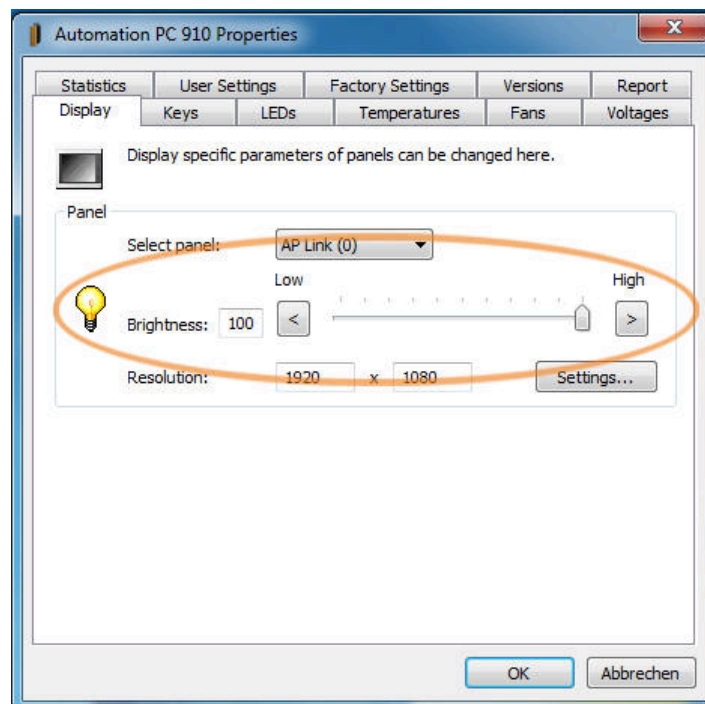 Automation PC 910 Properties
X
Statistics User Settings Factory Settings Versions Report
Display Keys LEDs Temperatures Fans Voltages
Display specific parameters of panels can be changed here.
Panel
Select panel: AP Link (0)
Low High
Brightness: 100 < >
Resolution: 1920 x 1080 Settings...
OK Abbrechen